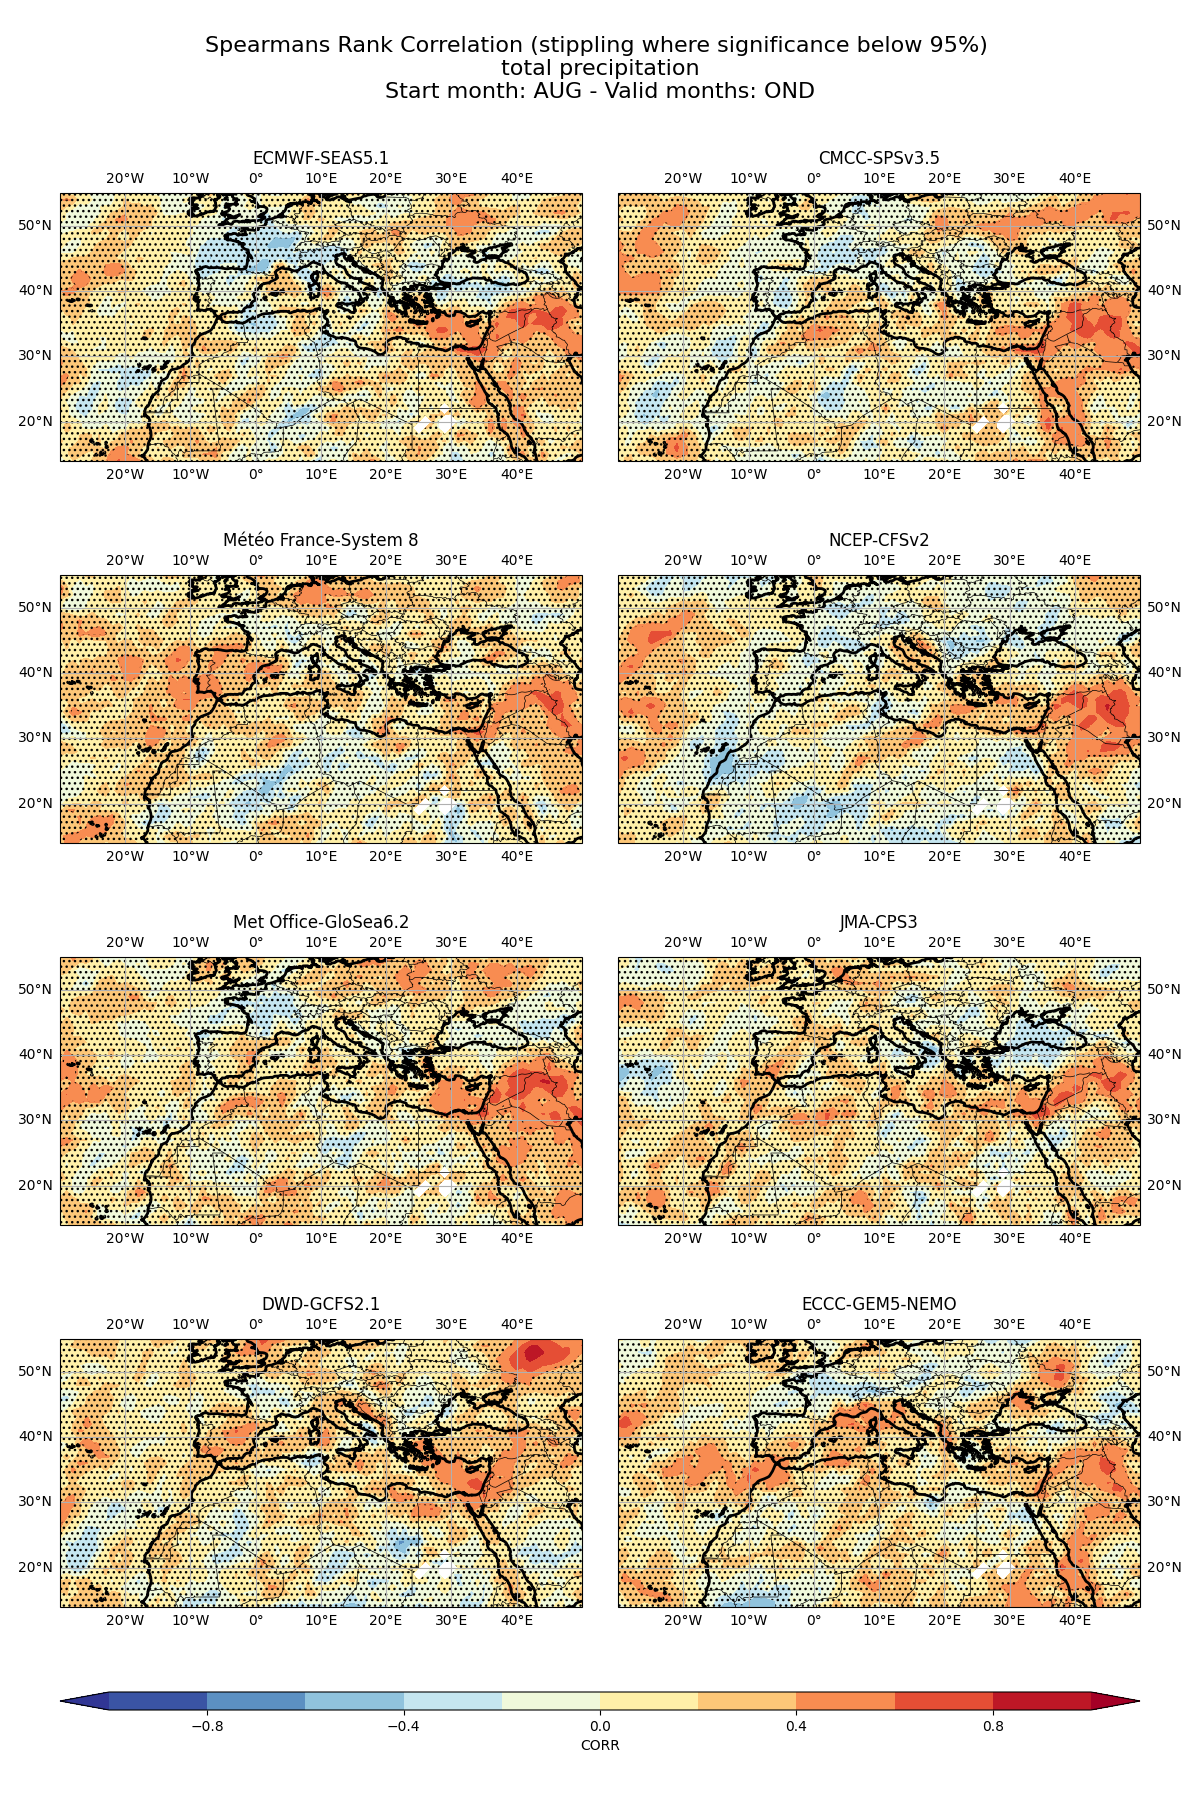 Spearmans Rank Correlation (stippling where significance below 95%)
total precipitation
Start month: AUG - Valid months: OND
ECMWF-SEAS5.1
20°W 10°W 0° 10°E 20°E 30°E 40°E
50°N
40°N
30°N
20°N
20°W 10°W 0° 10°E 20°E 30°E 40°E
CMCC-SPSv3.5
20°W 10°W 0° 10°E 20°E 30°E 40°E
50°N
40°N
30°N
20°N
20°W 10°W 0° 10°E 20°E 30°E 40°E
Météo France-System 8
20°W 10°W 0° 10°E 20°E 30°E 40°E
50°N
40°N
30°N
20°N
20°W 10°W 0° 10°E 20°E 30°E 40°E
NCEP-CFSv2
20°W 10°W 0° 10°E 20°E 30°E 40°E
50°N
40°N
30°N
20°N
20°W 10°W 0° 10°E 20°E 30°E 40°E
Met Office-GloSea6.2
20°W 10°W 0° 10°E 20°E 30°E 40°E
50°N
40°N
30°N
20°N
20°W 10°W 0° 10°E 20°E 30°E 40°E
JMA-CPS3
20°W 10°W 0° 10°E 20°E 30°E 40°E
50°N
40°N
30°N
20°N
20°W 10°W 0° 10°E 20°E 30°E 40°E
DWD-GCFS2.1
20°W 10°W 0° 10°E 20°E 30°E 40°E
50°N
40°N
30°N
20°N
20°W 10°W 0° 10°E 20°E 30°E 40°E
ECCC-GEM5-NEMO
20°W 10°W 0° 10°E 20°E 30°E 40°E
50°N
40°N
30°N
20°N
20°W 10°W 0° 10°E 20°E 30°E 40°E
−0.8 −0.4 0.0 0.4 0.8
CORR